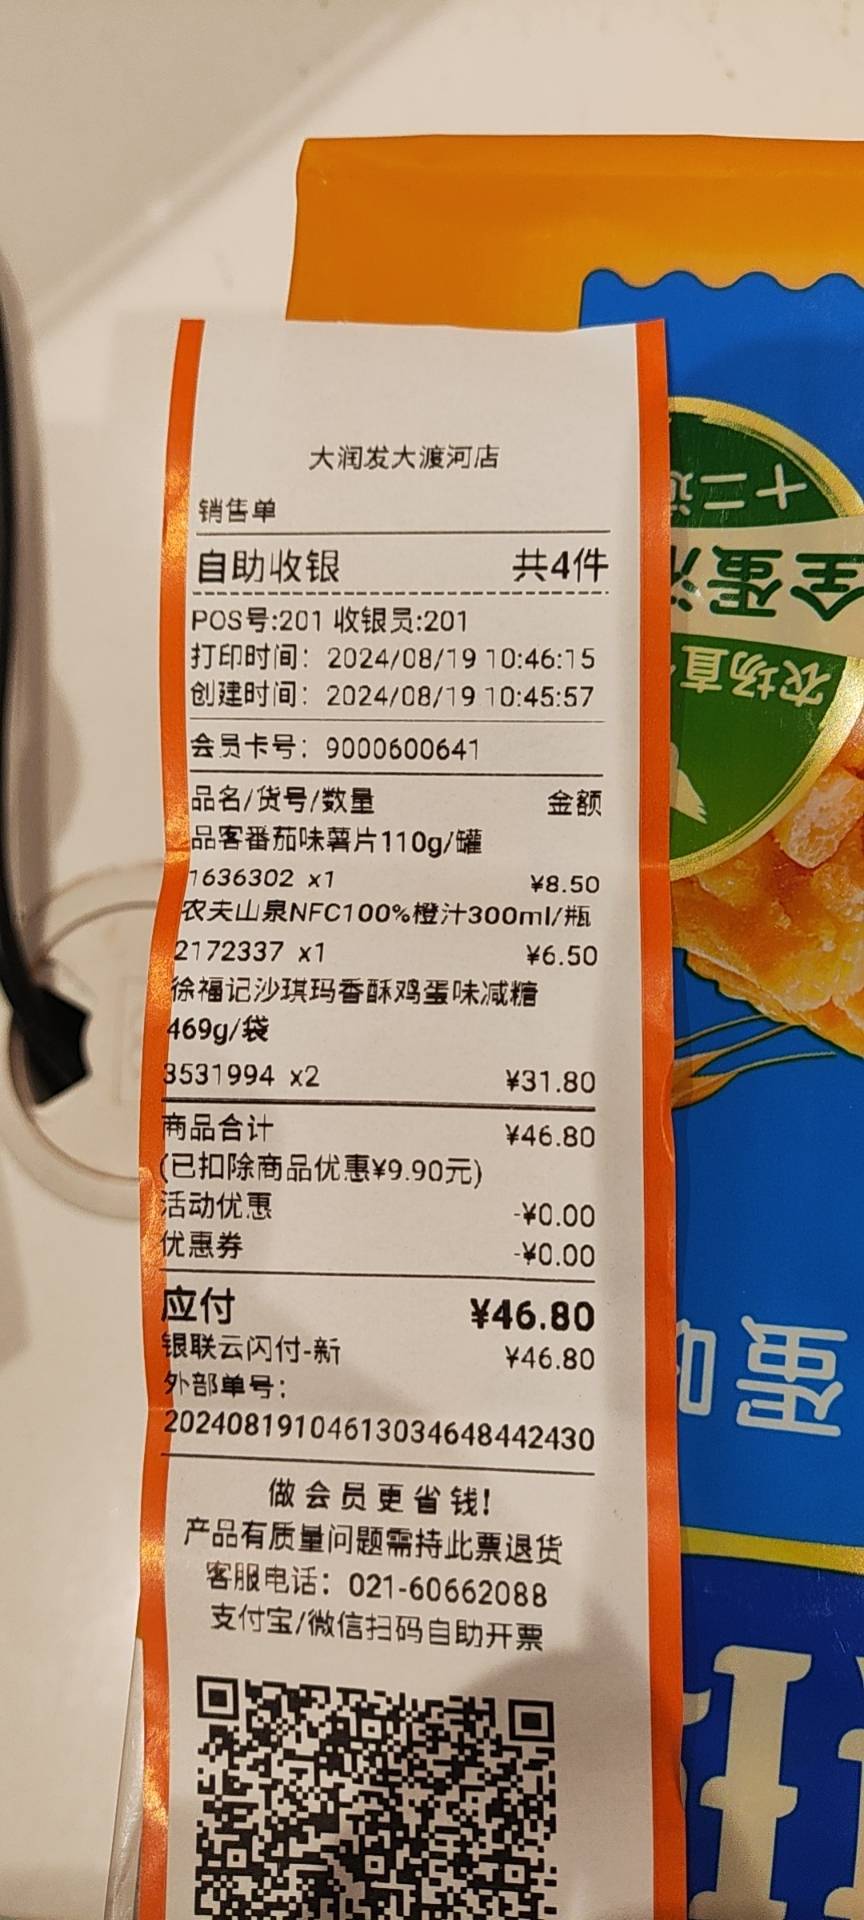 大润发大渡河店
销售单
自助收银 共4件
POS号:201 收银员:201
打印时间：2024/08/19 10:46:15
创建时间：2024/08/19 10:45:57
会员卡号：9000600641
品名/货号/数量 金额
品客番茄味薯片110g/罐
1636302 x1 ¥8.50
农夫山泉NFC100%橙汁300ml/瓶
2172337 x1 ¥6.50
徐福记沙琪玛香酥鸡蛋味减糖
469g/袋
3531994 x2 ¥31.80
商品合计 ¥46.80
(已扣除商品优惠¥9.90元)
活动优惠 -¥0.00
优惠券 -¥0.00
应付 ¥46.80
银联云闪付-新 ¥46.80
外部单号：
20240819104613034648442430
做会员更省钱!
产品有质量问题需持此票退货
客服电话：021-60662088
支付宝/微信扫码自助开票
农场直
全蛋
十二
蛋